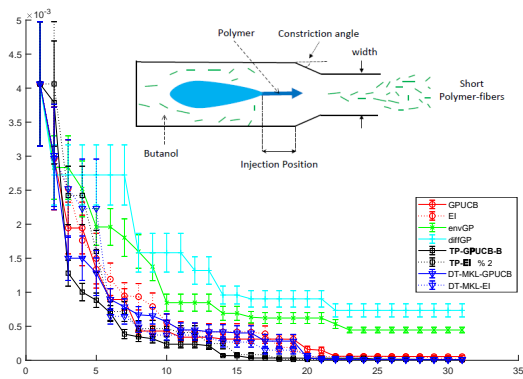 5 ×10⁻³
4.5
4
3.5
3
2.5
2
1.5
1
0.5
0
0 5 10 15 20 25 30 35
Polymer
Constriction angle
width
Short
Polymer-fibers
Butanol
Injection Position
GPUCB
EI
envGP
diffGP
TP-GPUCB-B
TP-EI % 2
DT-MKL-GPUCB
DT-MKL-EI